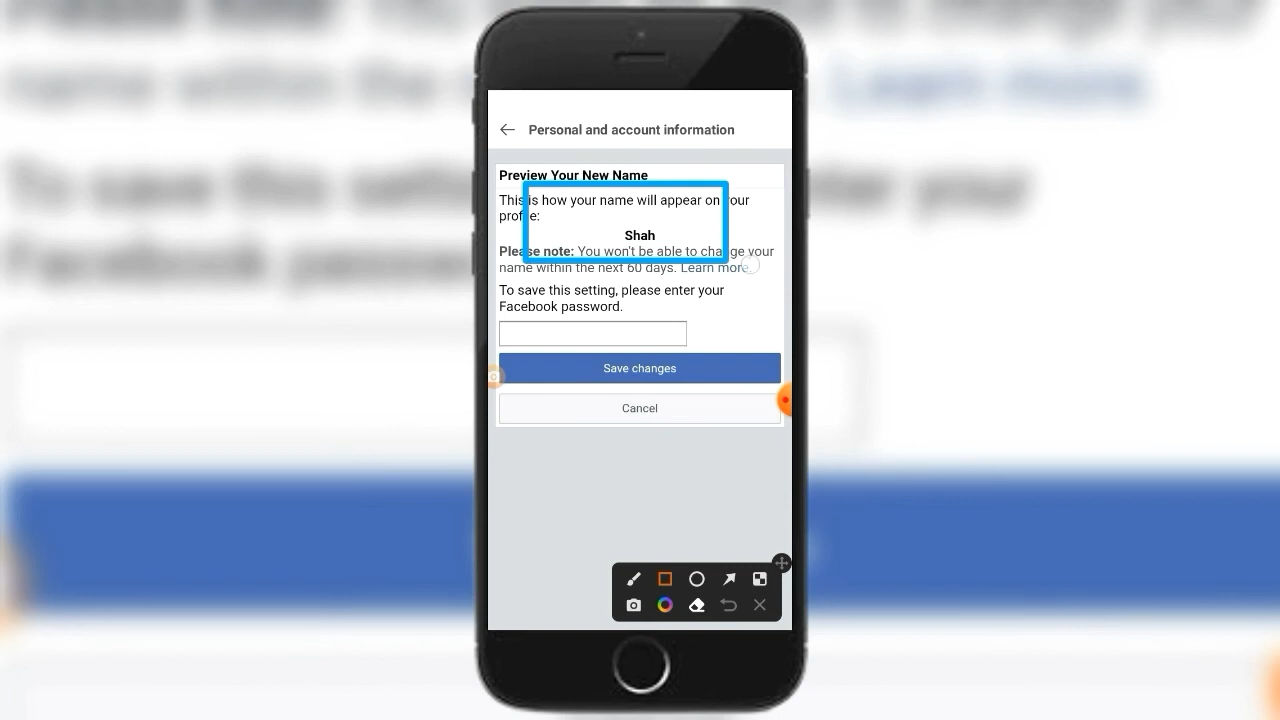 Personal and account information
Preview Your New Name
This is how your name will appear on your
profile:
Shah
Please note: You won't be able to change your
name within the next 60 days. Learn more.
To save this setting, please enter your
Facebook password.
Save changes
Cancel